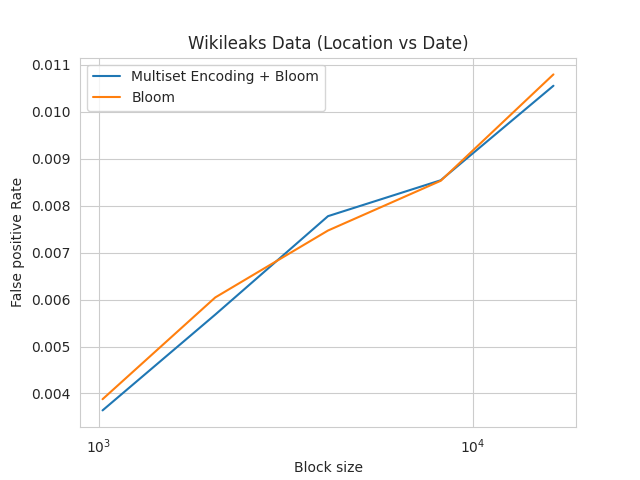 Wikileaks Data (Location vs Date)
Multiset Encoding + Bloom
Bloom
0.011
0.010
0.009
0.008
0.007
0.006
0.005
0.004
False positive Rate
10³
10⁴
Block size